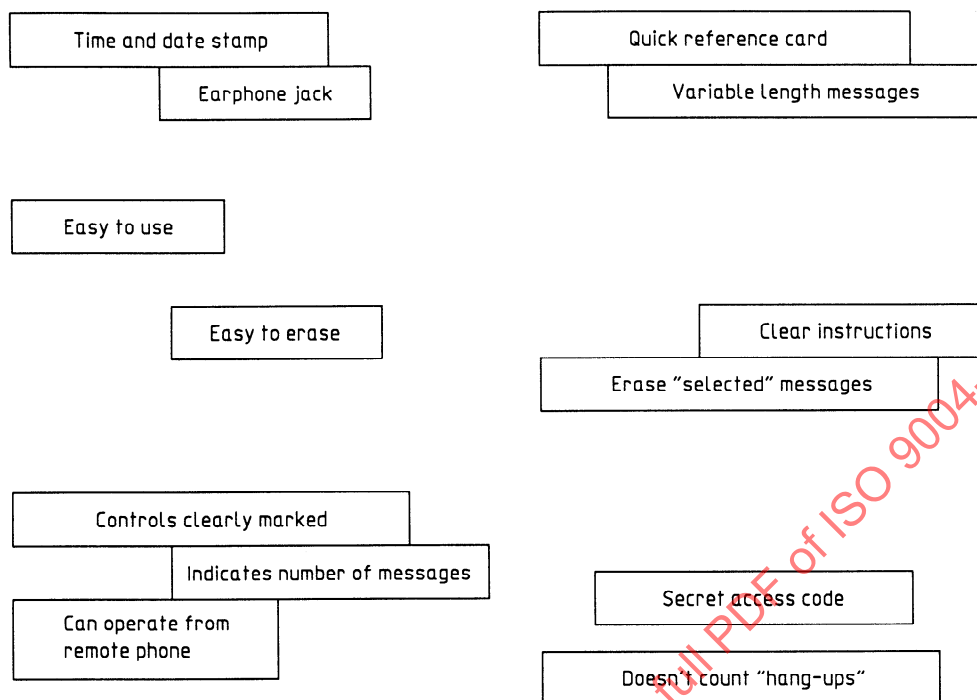 Time and date stamp
Earphone jack
Easy to use
Easy to erase
Controls clearly marked
Indicates number of messages
Can operate from
remote phone
Quick reference card
Variable length messages
Clear instructions
Erase “selected” messages
Secret access code
Doesn't count “hang-ups”
full PDF of ISO 9004-